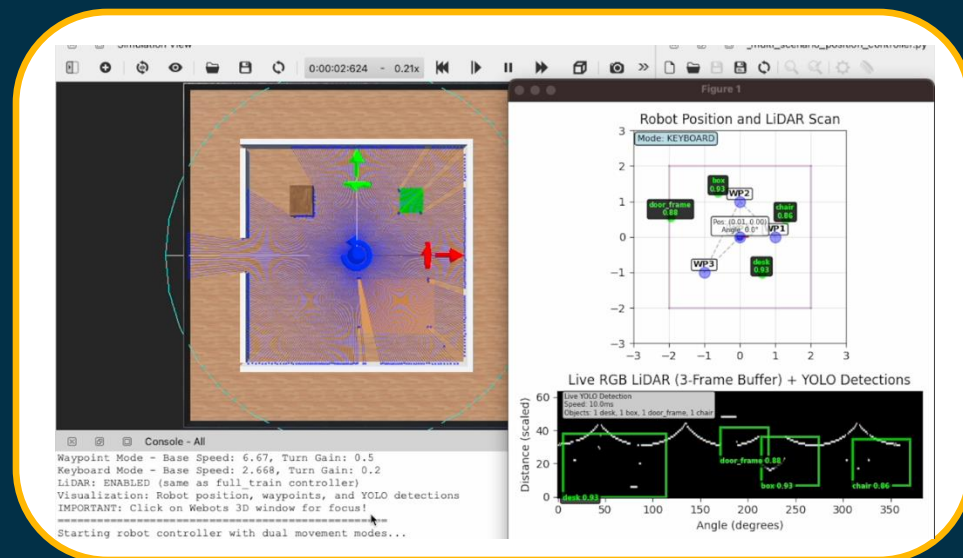 Simulation View
_multi_scenario_position_controller.py
0:00:02:624 - 0.21x
Figure 1
Robot Position and LiDAR Scan
Mode: KEYBOARD
3
2
1
0
−1
−2
−3
−3 −2 −1 0 1 2 3
box
0.93
WP2
door_frame
0.88
chair
0.86
Pos: (0.01, 0.00)
Angle: 0.0°
WP1
WP3
desk
0.93
Live RGB LiDAR (3-Frame Buffer) + YOLO Detections
Distance (scaled)
60
40
20
0
Live YOLO Detection
Speed: 10.0ms
Objects: 1 desk, 1 box, 1 door_frame, 1 chair
door_frame 0.88
desk 0.93
box 0.93
chair 0.86
0 50 100 150 200 250 300 350
Angle (degrees)
Console - All
Waypoint Mode - Base Speed: 6.67, Turn Gain: 0.5
Keyboard Mode - Base Speed: 2.668, Turn Gain: 0.2
LiDAR: ENABLED (same as full_train controller)
Visualization: Robot position, waypoints, and YOLO detections
IMPORTANT: Click on Webots 3D window for focus!
==================================================
Starting robot controller with dual movement modes...